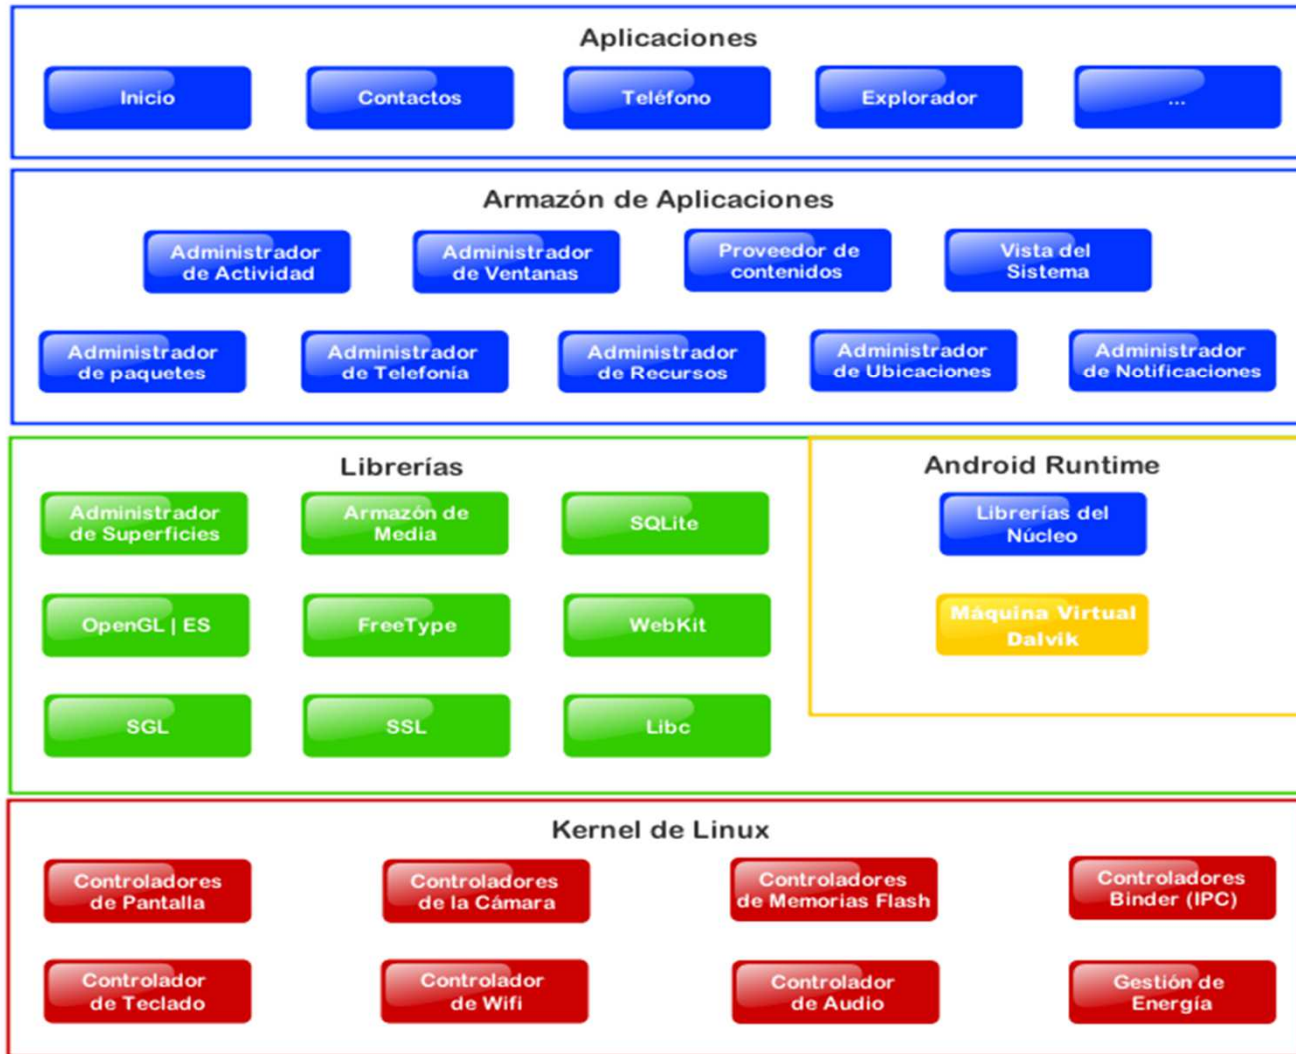 Aplicaciones
Inicio
Contactos
Teléfono
Explorador
...
Armazón de Aplicaciones
Administrador
de Actividad
Administrador
de Ventanas
Proveedor de
contenidos
Vista del
Sistema
Administrador
de paquetes
Administrador
de Telefonía
Administrador
de Recursos
Administrador
de Ubicaciones
Administrador
de Notificaciones
Librerías
Administrador
de Superficies
Armazón de
Media
SQLite
OpenGL | ES
FreeType
WebKit
SGL
SSL
Libc
Android Runtime
Librerías del
Núcleo
Máquina Virtual
Dalvik
Kernel de Linux
Controladores
de Pantalla
Controladores
de la Cámara
Controladores
de Memorias Flash
Controladores
Binder (IPC)
Controlador
de Teclado
Controlador
de Wifi
Controlador
de Audio
Gestión de
Energía